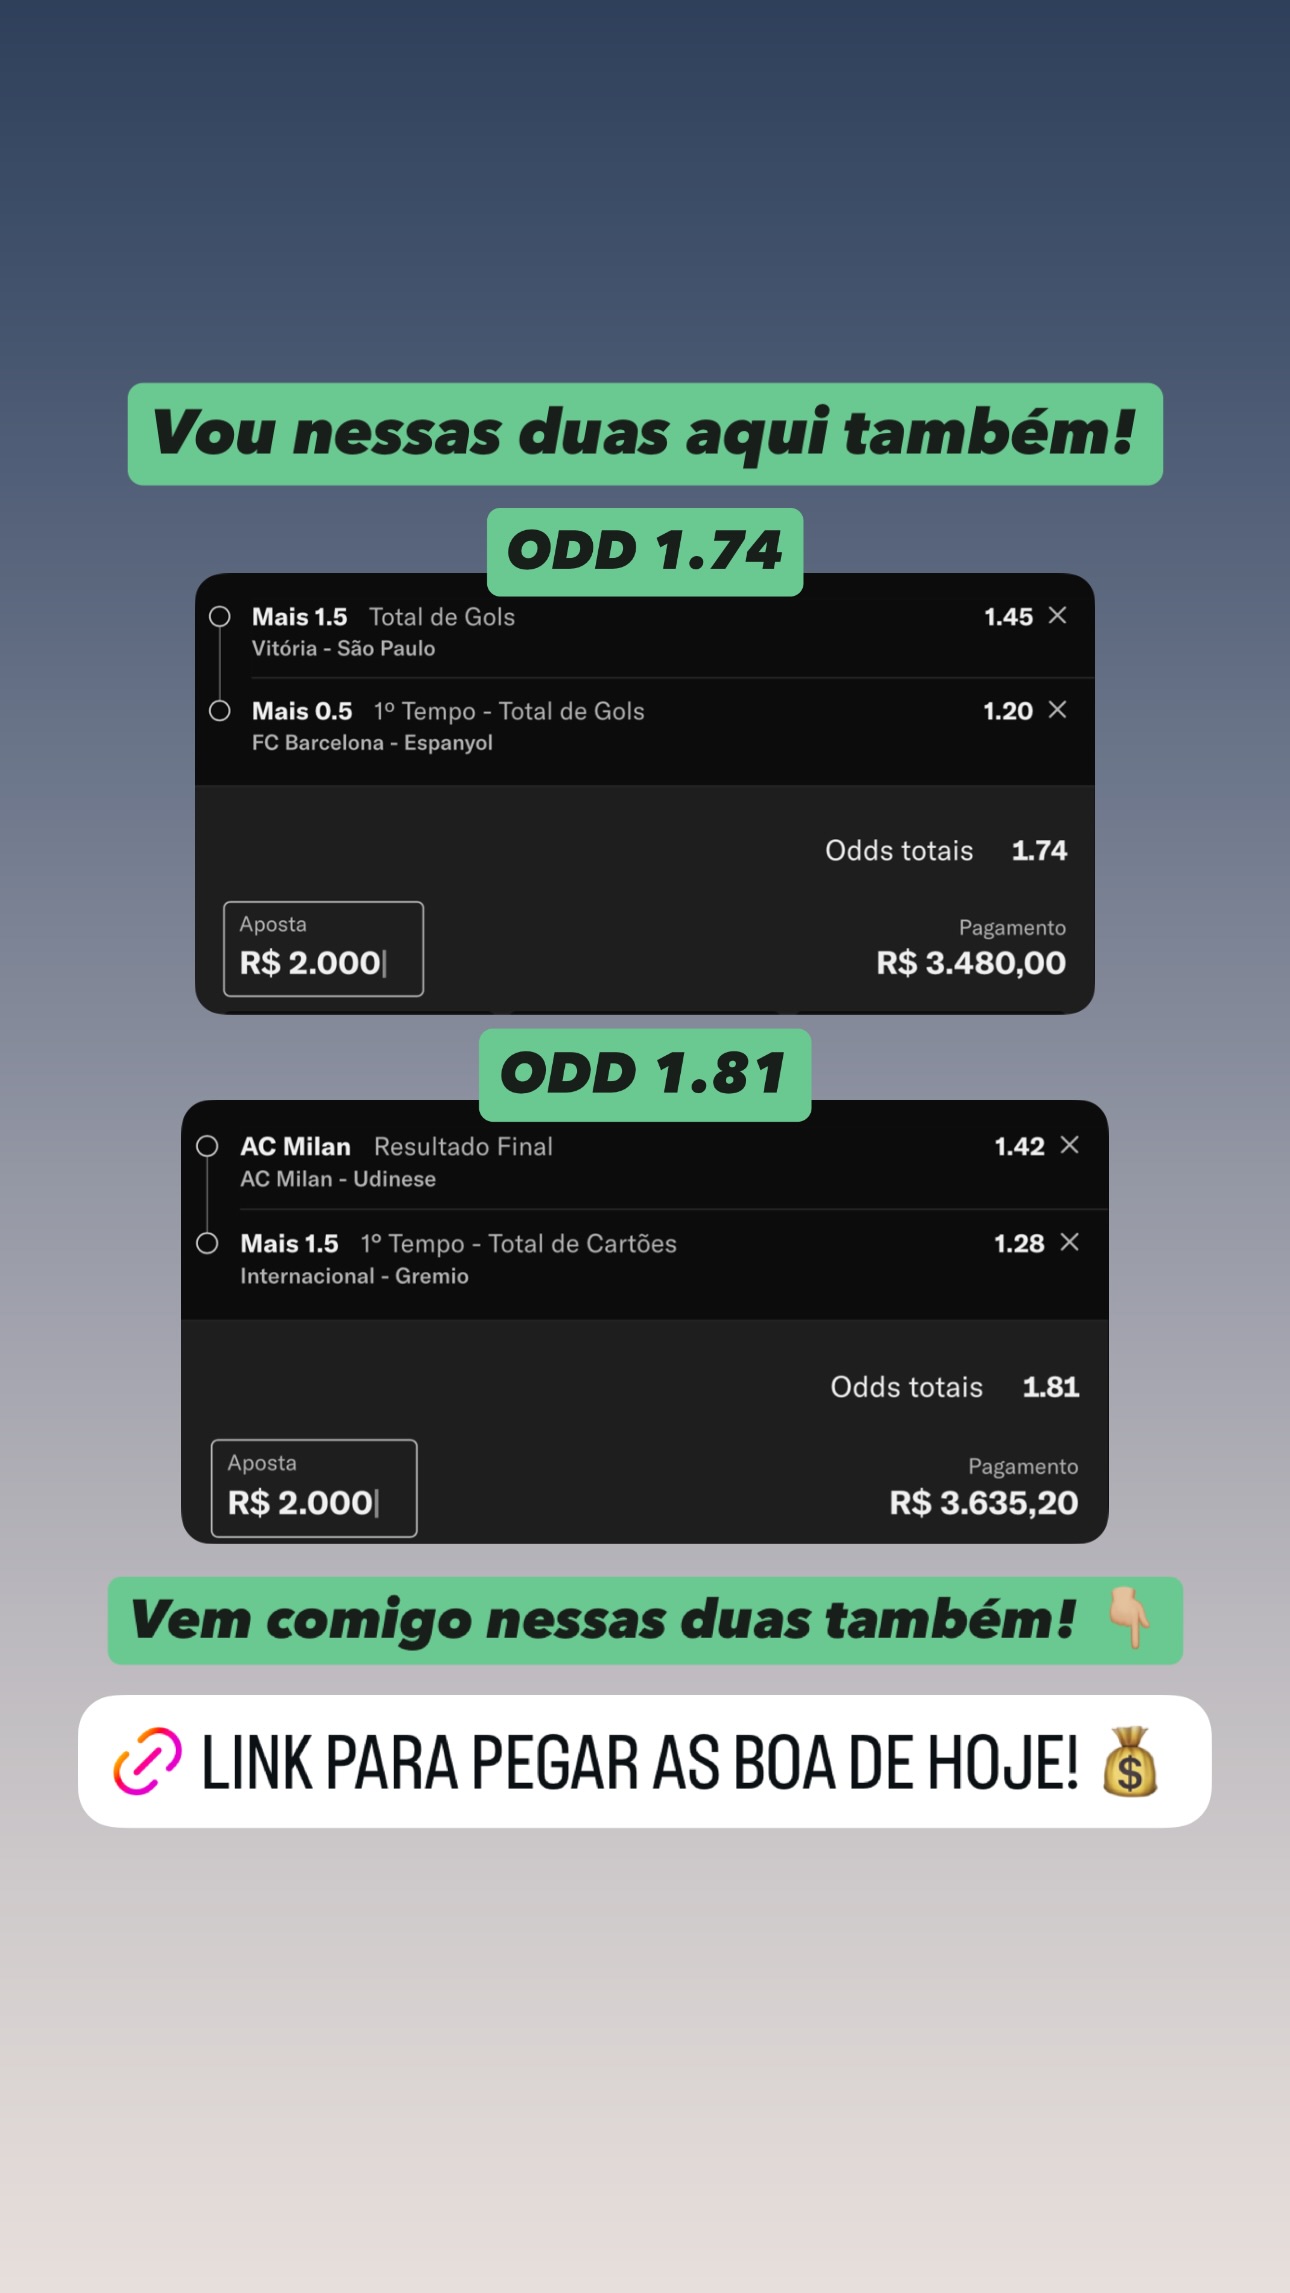 Vou nessas duas aqui também!
ODD 1.74
Mais 1.5 Total de Gols 1.45
Vitória - São Paulo
Mais 0.5 1º Tempo - Total de Gols 1.20
FC Barcelona - Espanyol
Odds totais 1.74
Aposta Pagamento
R$ 2.000 R$ 3.480,00
ODD 1.81
AC Milan Resultado Final 1.42
AC Milan - Udinese
Mais 1.5 1º Tempo - Total de Cartões 1.28
Internacional - Gremio
Odds totais 1.81
Aposta Pagamento
R$ 2.000 R$ 3.635,20
Vem comigo nessas duas também! 👇🏼
LINK PARA PEGAR AS BOA DE HOJE! 💰